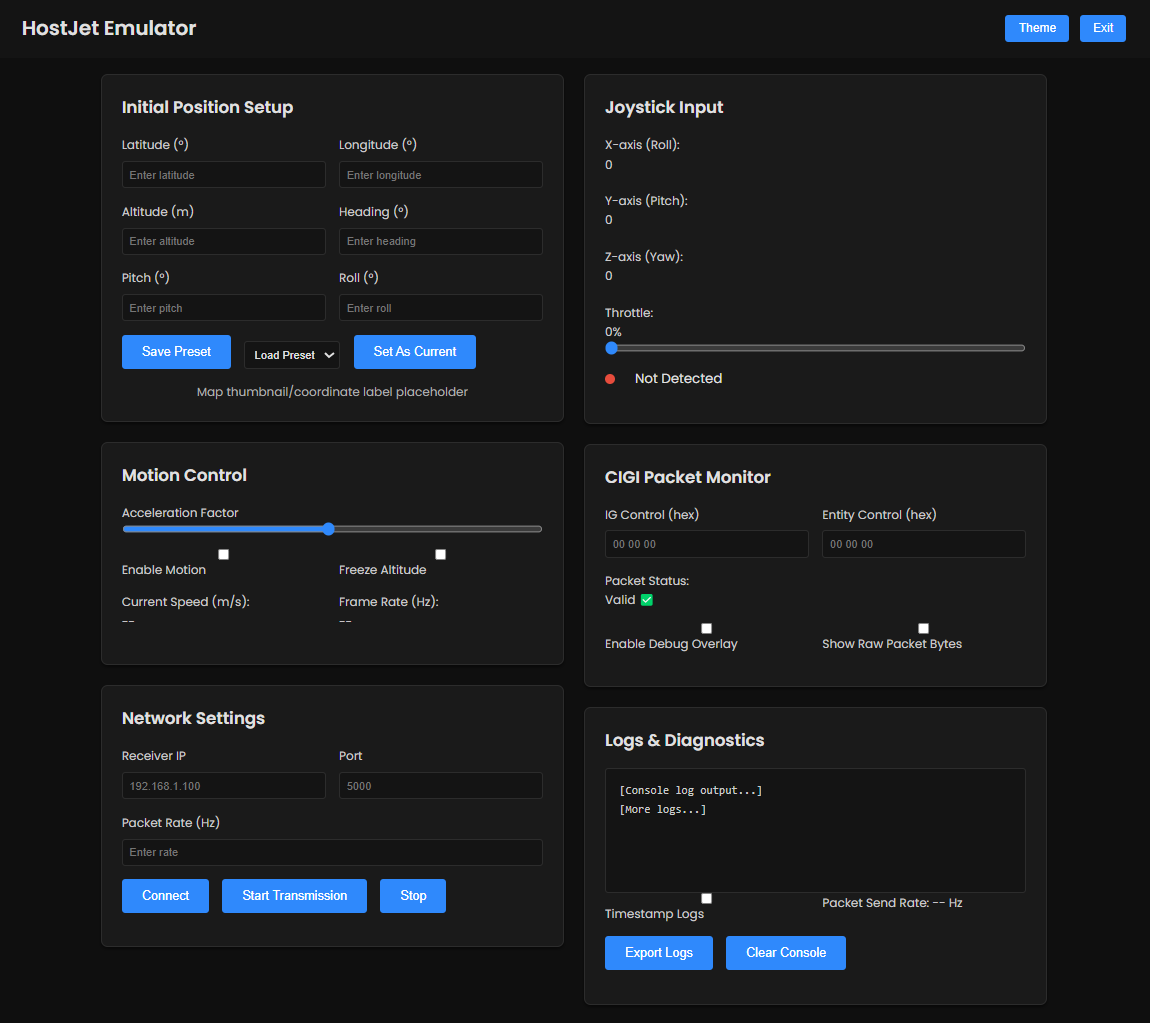 HostJet Emulator
Theme
Exit
Initial Position Setup
Latitude (°)
Longitude (°)
Enter latitude
Enter longitude
Altitude (m)
Heading (°)
Enter altitude
Enter heading
Pitch (°)
Roll (°)
Enter pitch
Enter roll
Save Preset
Load Preset
Set As Current
Map thumbnail/coordinate label placeholder
Motion Control
Acceleration Factor
Enable Motion
Freeze Altitude
Current Speed (m/s):
Frame Rate (Hz):
--
--
Network Settings
Receiver IP
Port
192.168.1.100
5000
Packet Rate (Hz)
Enter rate
Connect
Start Transmission
Stop
Joystick Input
X-axis (Roll):
0
Y-axis (Pitch):
0
Z-axis (Yaw):
0
Throttle:
0%
Not Detected
CIGI Packet Monitor
IG Control (hex)
Entity Control (hex)
00 00 00
00 00 00
Packet Status:
Valid ✅
Enable Debug Overlay
Show Raw Packet Bytes
Logs & Diagnostics
[Console log output...]
[More logs...]
Timestamp Logs
Packet Send Rate: -- Hz
Export Logs
Clear Console